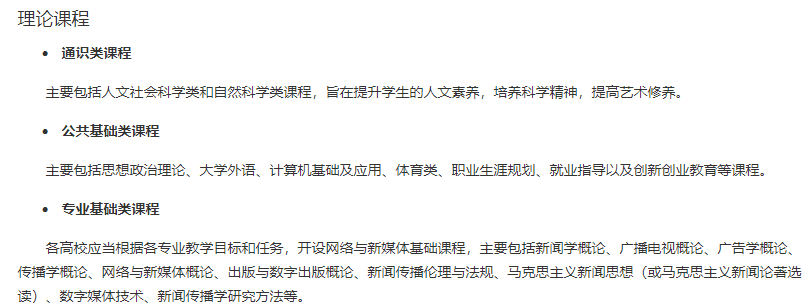 理论课程
• 通识类课程
主要包括人文社会科学类和自然科学类课程，旨在提升学生的人文素养，培养科学精神，提高艺术修养。
• 公共基础类课程
主要包括思想政治理论、大学外语、计算机基础及应用、体育类、职业生涯规划、就业指导以及创新创业教育等课程。
• 专业基础类课程
各高校应当根据各专业教学目标和任务，开设网络与新媒体基础课程，主要包括新闻学概论、广播电视概论、广告学概论、
传播学概论、网络与新媒体概论、出版与数字出版概论、新闻传播伦理与法规、马克思主义新闻思想（或马克思主义新闻论著选
读）、数字媒体技术、新闻传播学研究方法等。